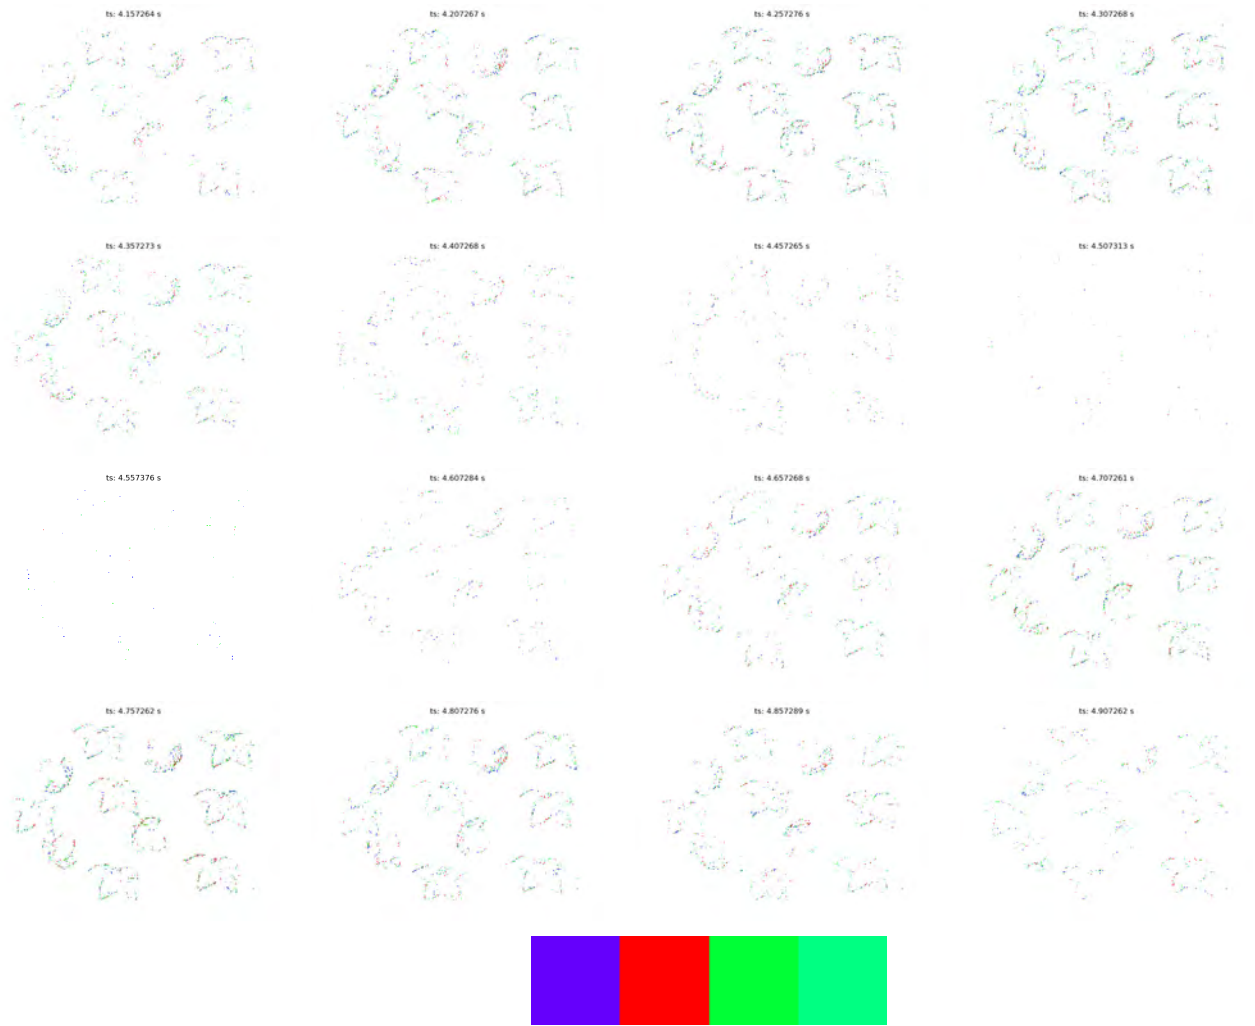 ts: 4.157264 s
ts: 4.207267 s
ts: 4.257276 s
ts: 4.307268 s
ts: 4.357273 s
ts: 4.407268 s
ts: 4.457265 s
ts: 4.507313 s
ts: 4.557376 s
ts: 4.607284 s
ts: 4.657268 s
ts: 4.707261 s
ts: 4.757262 s
ts: 4.807276 s
ts: 4.857289 s
ts: 4.907262 s